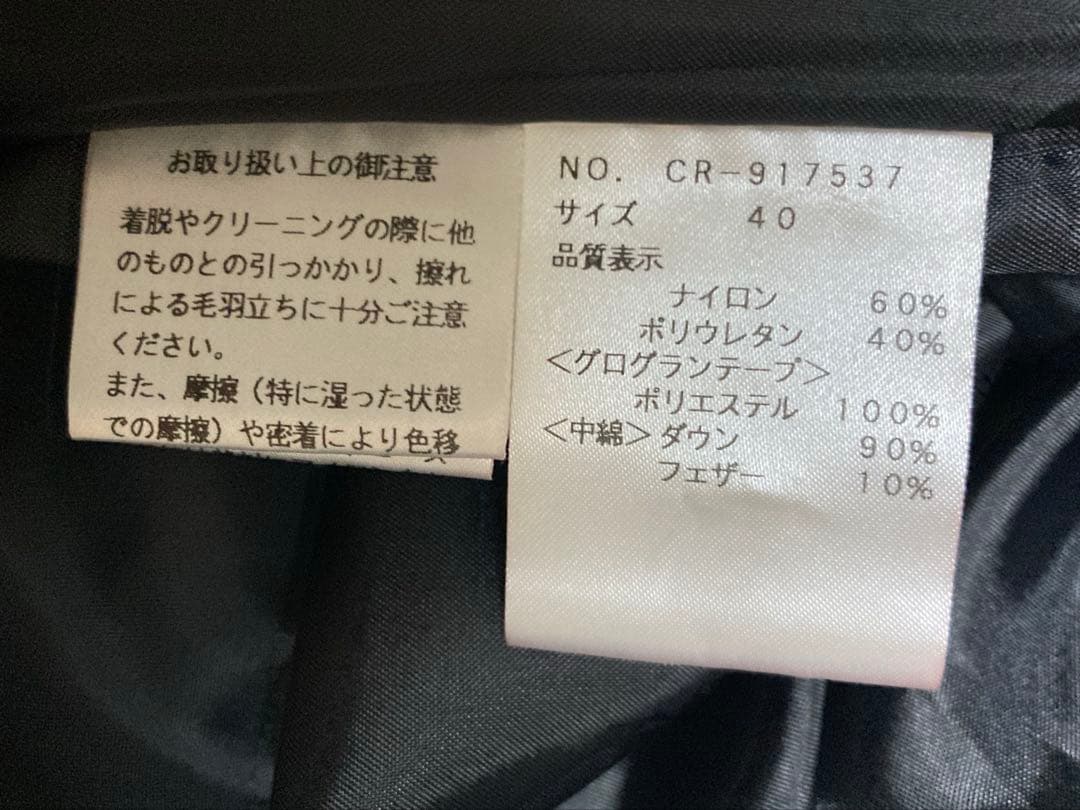 お取り扱い上の御注意
着脱やクリーニングの際に他
のものとの引っかかり、擦れ
による毛羽立ちに十分ご注意
ください。
また、摩擦（特に湿った状態
での摩擦）や密着により色移
NO. CR-917537
サイズ 40
品質表示
ナイロン 60%
ポリウレタン 40%
＜グログランテープ＞
ポリエステル 100%
＜中綿＞ダウン 90%
フェザー 10%